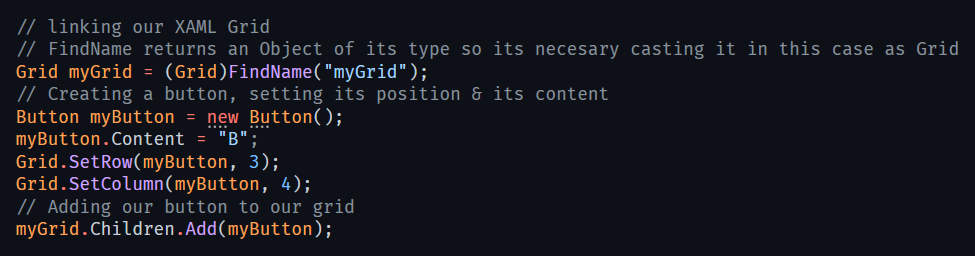 // linking our XAML Grid
// FindName returns an Object of its type so its necesary casting it in this case as Grid
Grid myGrid = (Grid)FindName("myGrid");
// Creating a button, setting its position & its content
Button myButton = new Button();
myButton.Content = "B";
Grid.SetRow(myButton, 3);
Grid.SetColumn(myButton, 4);
// Adding our button to our grid
myGrid.Children.Add(myButton);